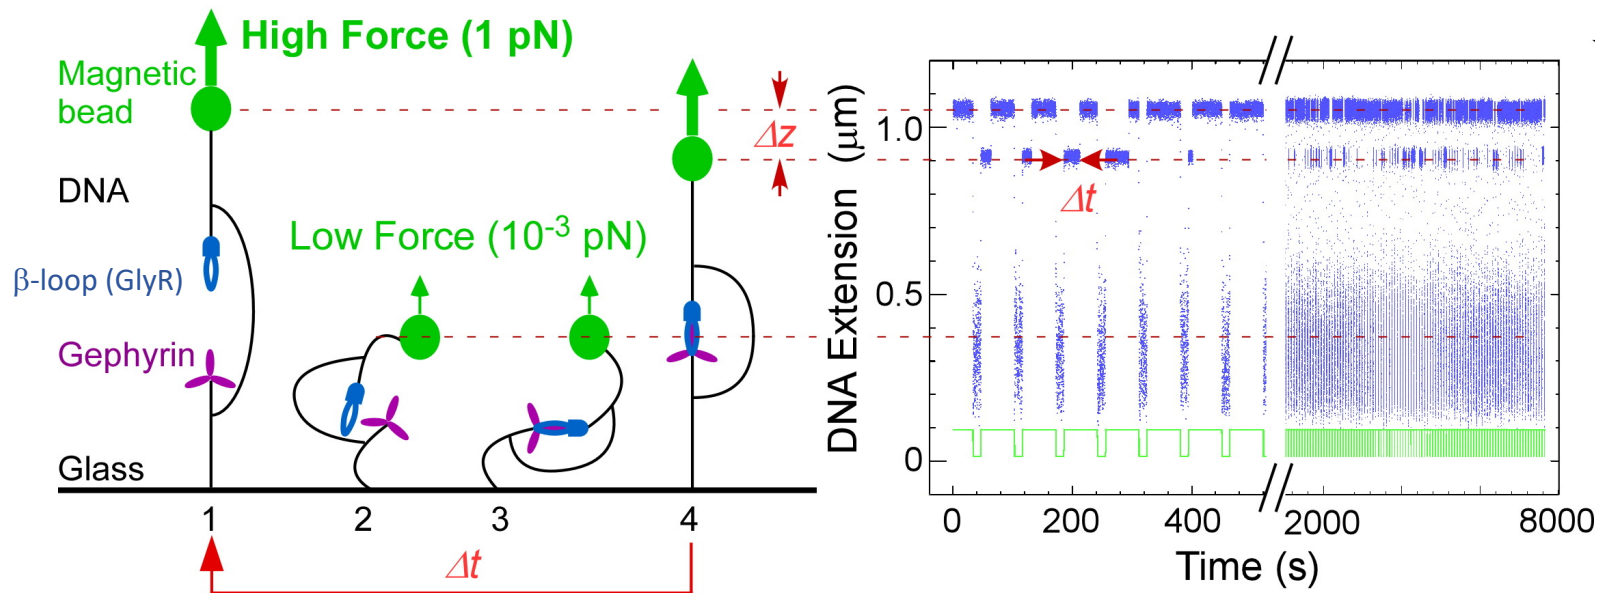 High Force (1 pN)
Magnetic
bead
Δz
DNA
Low Force (10⁻³ pN)
β-loop (GlyR)
Gephyrin
Glass
1 2 3 4
Δt
DNA Extension (μm)
1.0
0.5
0
Δt
0 200 400 2000 8000
Time (s)